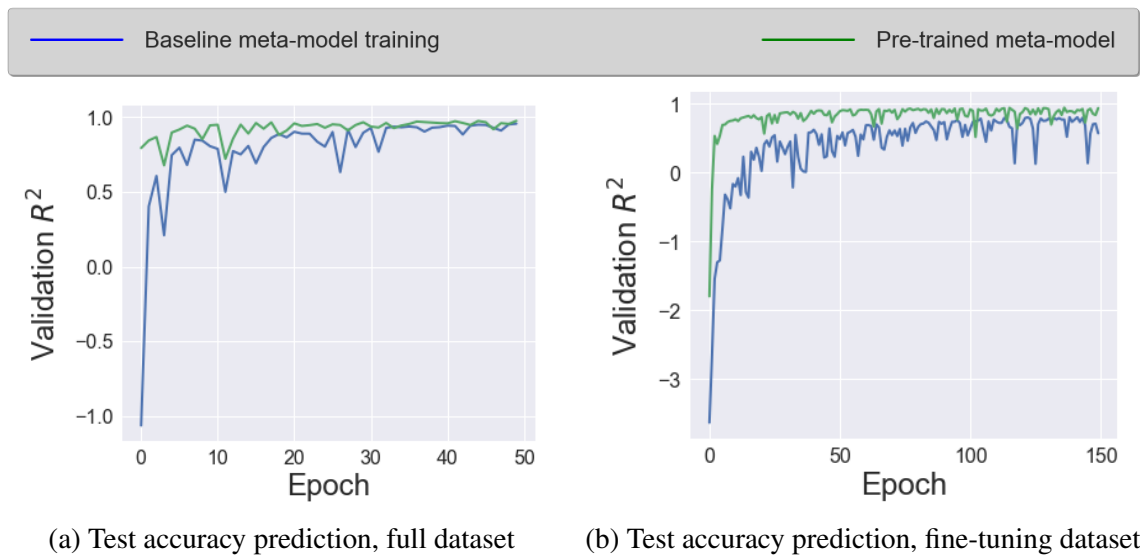 Baseline meta-model training
Pre-trained meta-model
1.0
0.5
0.0
−0.5
−1.0
Validation R²
0
10
20
30
40
50
Epoch
1
0
−1
−2
−3
Validation R²
0
50
100
150
Epoch
(a) Test accuracy prediction, full dataset
(b) Test accuracy prediction, fine-tuning dataset